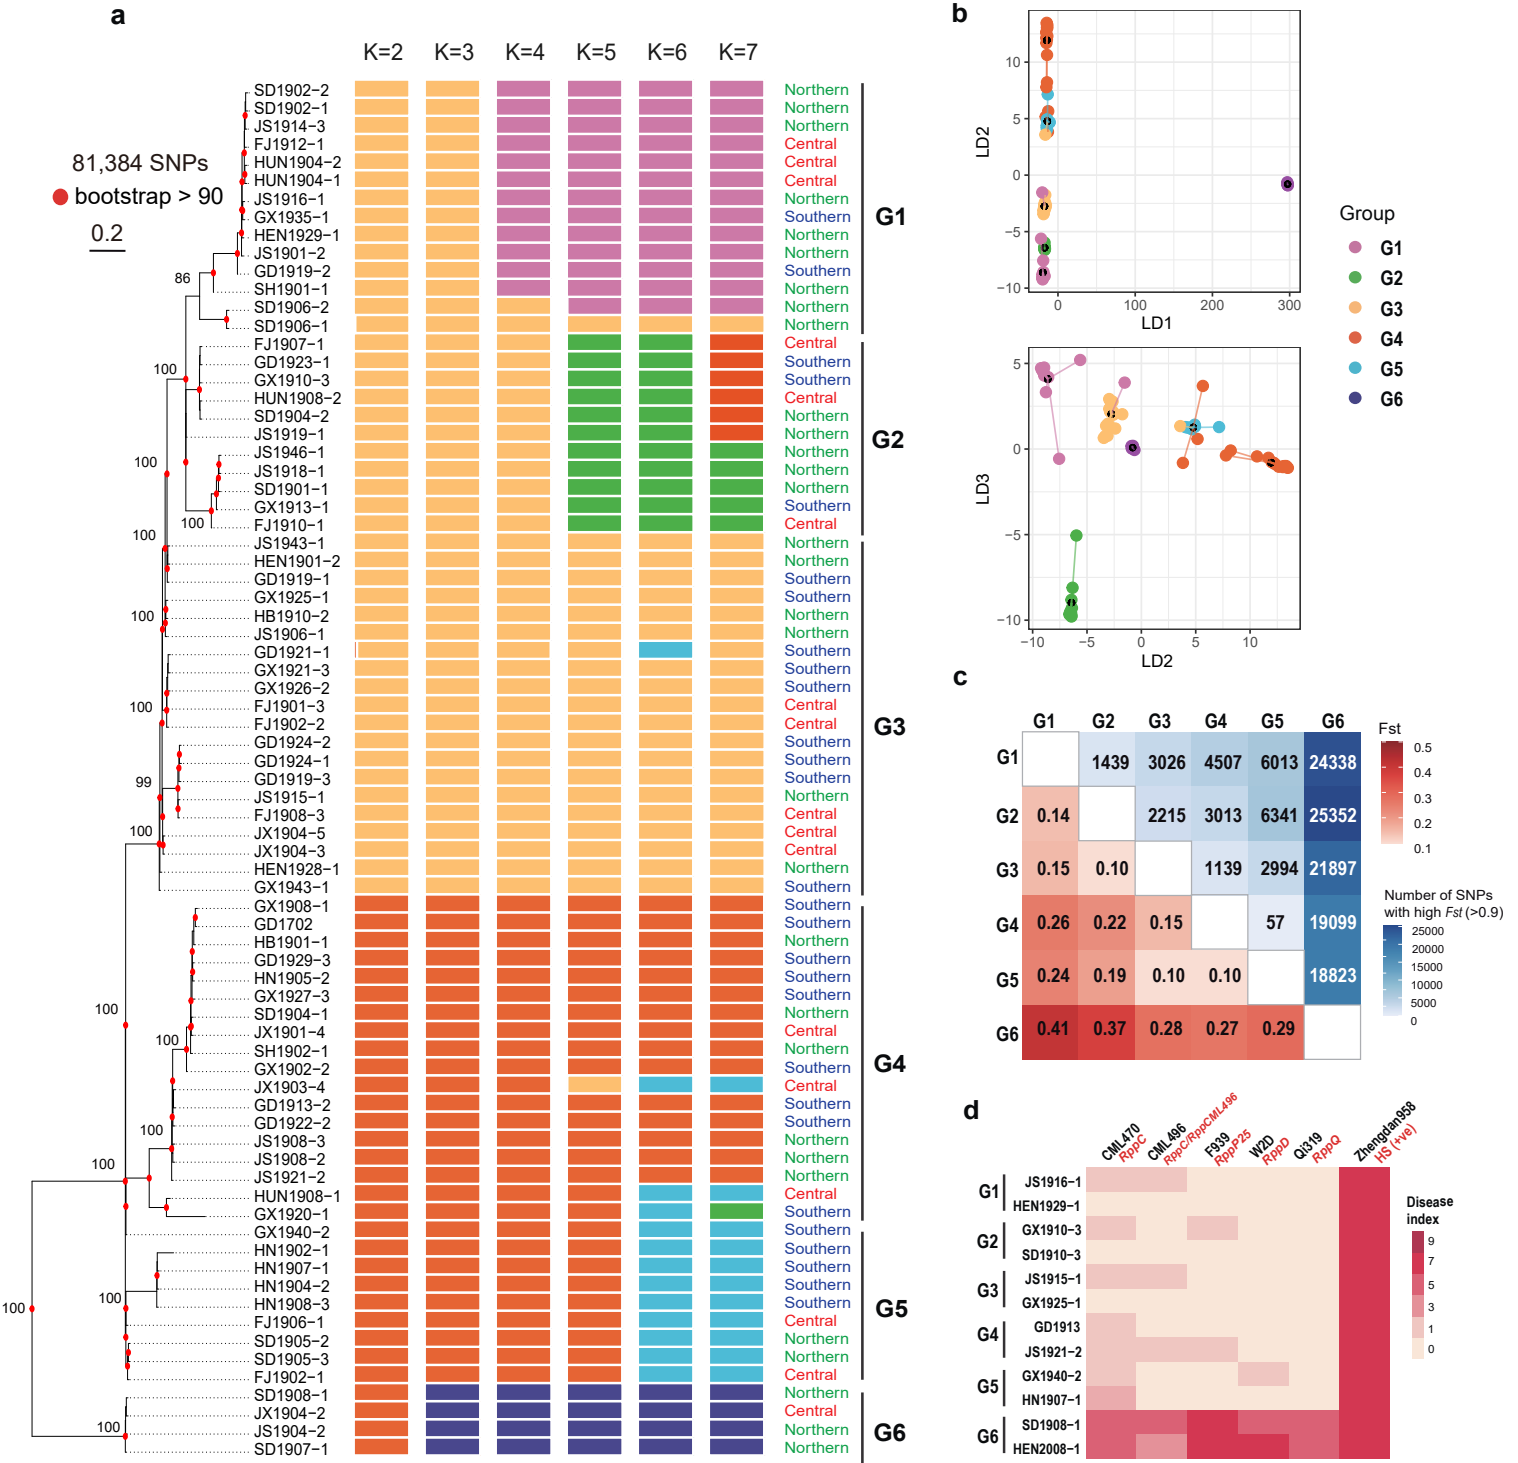 a
K=2 K=3 K=4 K=5 K=6 K=7
81,384 SNPs
bootstrap > 90
0.2
SD1902−2 Northern
SD1902−1 Northern
JS1914−3 Northern
FJ1912−1 Central
HUN1904−2 Central
HUN1904−1 Central
JS1916−1 Northern
GX1935−1 Southern
HEN1929−1 Northern
JS1901−2 Northern
GD1919−2 Southern
SH1901−1 Northern
SD1906−2 Northern
SD1906−1 Northern
FJ1907−1 Central
GD1923−1 Southern
GX1910−3 Southern
HUN1908−2 Central
SD1904−2 Northern
JS1919−1 Northern
JS1946−1 Northern
JS1918−1 Northern
SD1901−1 Northern
GX1913−1 Southern
FJ1910−1 Central
JS1943−1 Northern
HEN1901−2 Northern
GD1919−1 Southern
GX1925−1 Southern
HB1910−2 Northern
JS1906−1 Northern
GD1921−1 Southern
GX1921−3 Southern
GX1926−2 Southern
FJ1901−3 Central
FJ1902−2 Central
GD1924−2 Southern
GD1924−1 Southern
GD1919−3 Southern
JS1915−1 Northern
FJ1908−3 Central
JX1904−5 Central
JX1904−3 Central
HEN1928−1 Northern
GX1943−1 Southern
GX1908−1 Southern
GD1702 Southern
HB1901−1 Northern
GD1929−3 Southern
HN1905−2 Southern
GX1927−3 Southern
SD1904−1 Northern
JX1901−4 Central
SH1902−1 Northern
GX1902−2 Southern
JX1903−4 Central
GD1913−2 Southern
GD1922−2 Southern
JS1908−3 Northern
JS1908−2 Northern
JS1921−2 Northern
HUN1908−1 Central
GX1920−1 Southern
GX1940−2 Southern
HN1902−1 Southern
HN1907−1 Southern
HN1904−2 Southern
HN1908−3 Southern
FJ1906−1 Central
SD1905−2 Northern
SD1905−3 Northern
FJ1902−1 Central
SD1908−1 Northern
JX1904−2 Central
JS1904−2 Northern
SD1907−1 Northern
86
100
100
100
100
100
100
99
100
100
100
100
100
100
100
100
G1
G2
G3
G4
G5
G6
b
LD2
10
5
0
−5
−10
0 100 200 300
LD1
LD3
5
0
−5
−10
−10 −5 0 5 10
LD2
Group
G1
G2
G3
G4
G5
G6
c
G1 G2 G3 G4 G5 G6
G1 1439 3026 4507 6013 24338
G2 0.14 2215 3013 6341 25352
G3 0.15 0.10 1139 2994 21897
G4 0.26 0.22 0.15 57 19099
G5 0.24 0.19 0.10 0.10 18823
G6 0.41 0.37 0.28 0.27 0.29
Fst
0.5
0.4
0.3
0.2
0.1
Number of SNPs
with high Fst (>0.9)
25000
20000
15000
10000
5000
0
d
CML470
RppC
CML496
RppC/RppCML496
F939
RppP25
W2D
RppD
Qi319
RppQ
Zhengdan958
HS (+ve)
G1
JS1916−1
HEN1929−1
G2
GX1910−3
SD1910−3
G3
JS1915−1
GX1925−1
G4
GD1913
JS1921−2
G5
GX1940−2
HN1907−1
G6
SD1908−1
HEN2008−1
Disease
index
9
7
5
3
1
0